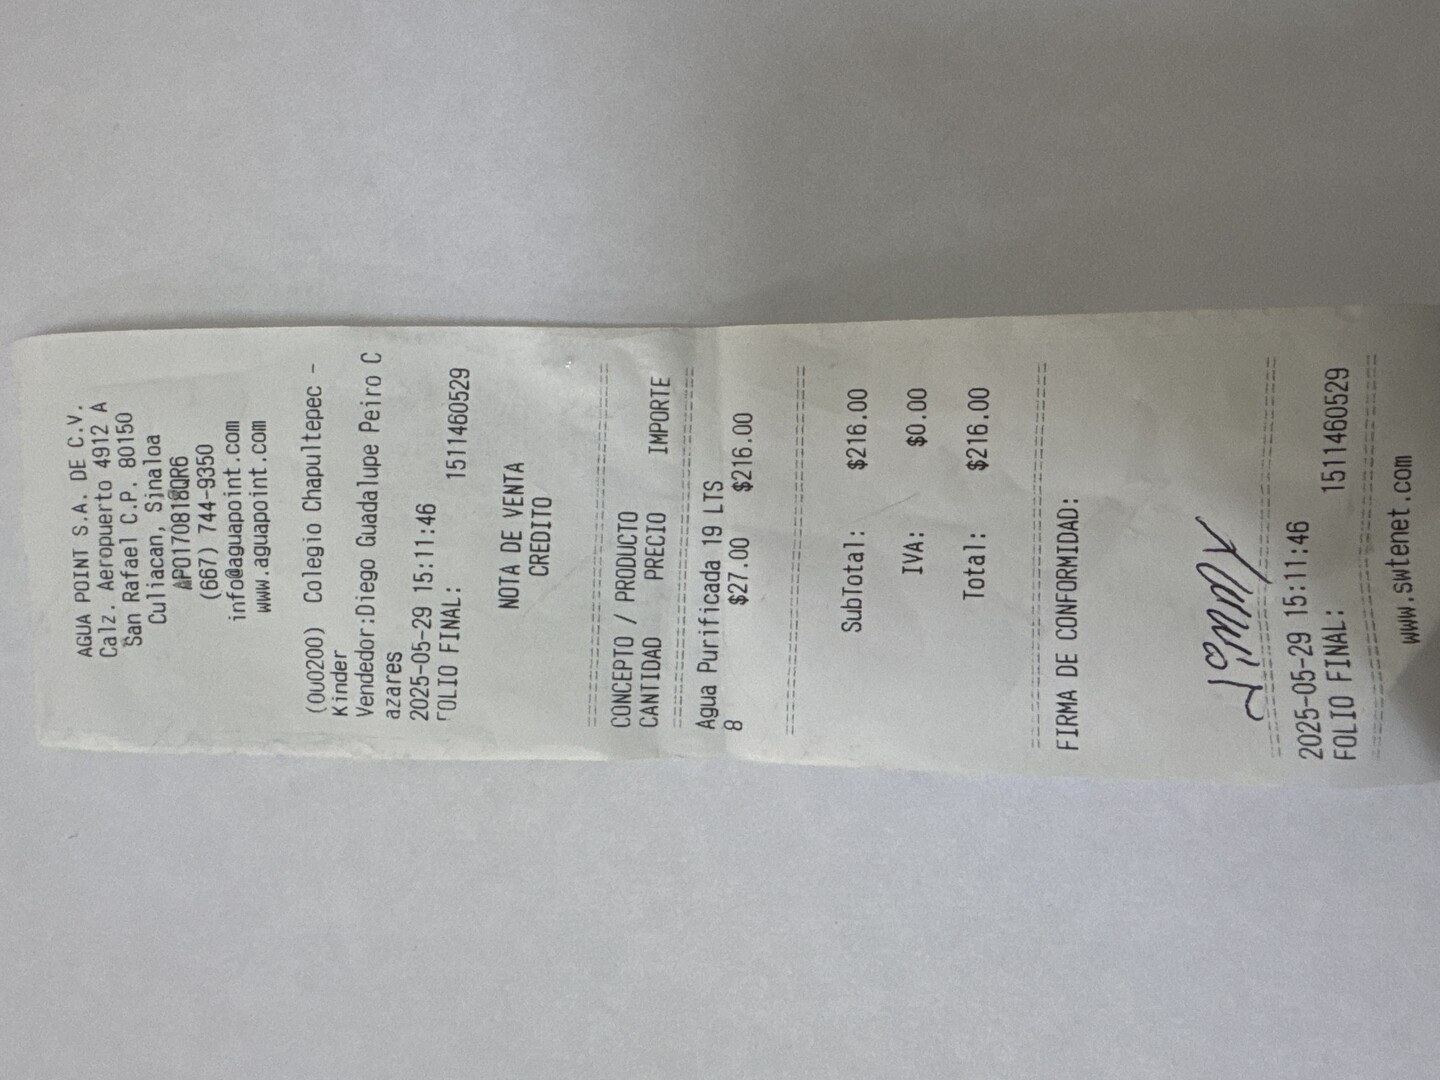 AGUA POINT S.A. DE C.V.
Calz. Aeropuerto 4912 A
San Rafael C.P. 80150
Culiacan, Sinaloa
APO170818QR6
(667) 744-9350
info@aguapoint.com
www.aguapoint.com
(000200) Colegio Chapultepec -
Kinder
Vendedor:Diego Guadalupe Peiro C
azares
2025-05-29 15:11:46
FOLIO FINAL: 1511460529
NOTA DE VENTA
CREDITO
CONCEPTO / PRODUCTO
CANTIDAD PRECIO IMPORTE
Agua Purificada 19 LTS
8 $27.00 $216.00
SubTotal: $216.00
IVA: $0.00
Total: $216.00
FIRMA DE CONFORMIDAD:
2025-05-29 15:11:46
FOLIO FINAL: 1511460529
www.swtenet.com